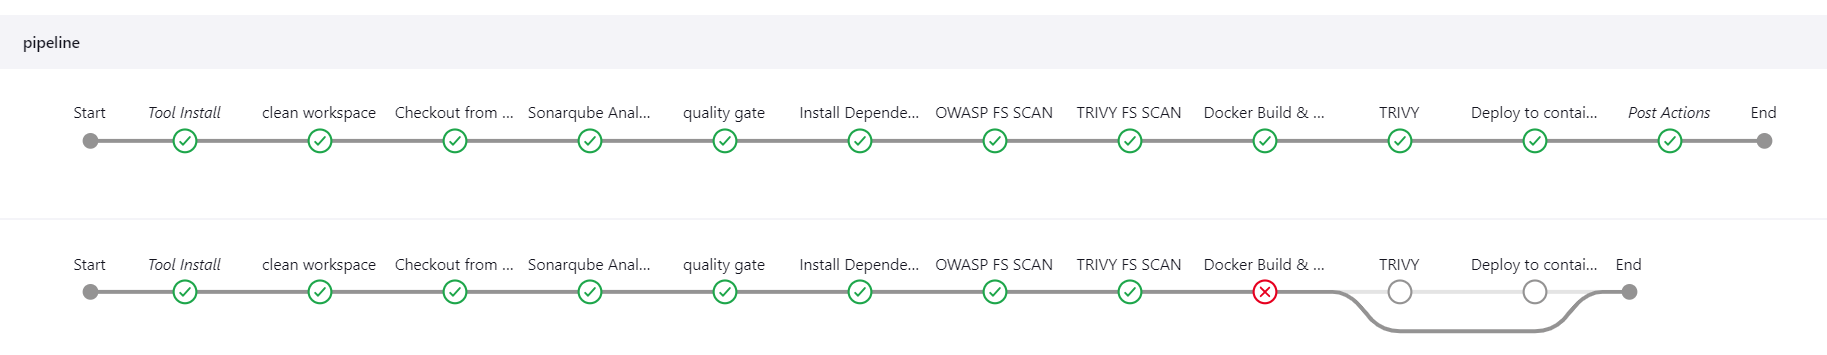 pipeline
Start Tool Install clean workspace Checkout from ... Sonarqube Anal... quality gate Install Depende... OWASP FS SCAN TRIVY FS SCAN Docker Build & ... TRIVY Deploy to contai... Post Actions End
Start Tool Install clean workspace Checkout from ... Sonarqube Anal... quality gate Install Depende... OWASP FS SCAN TRIVY FS SCAN Docker Build & ... TRIVY Deploy to contai... End